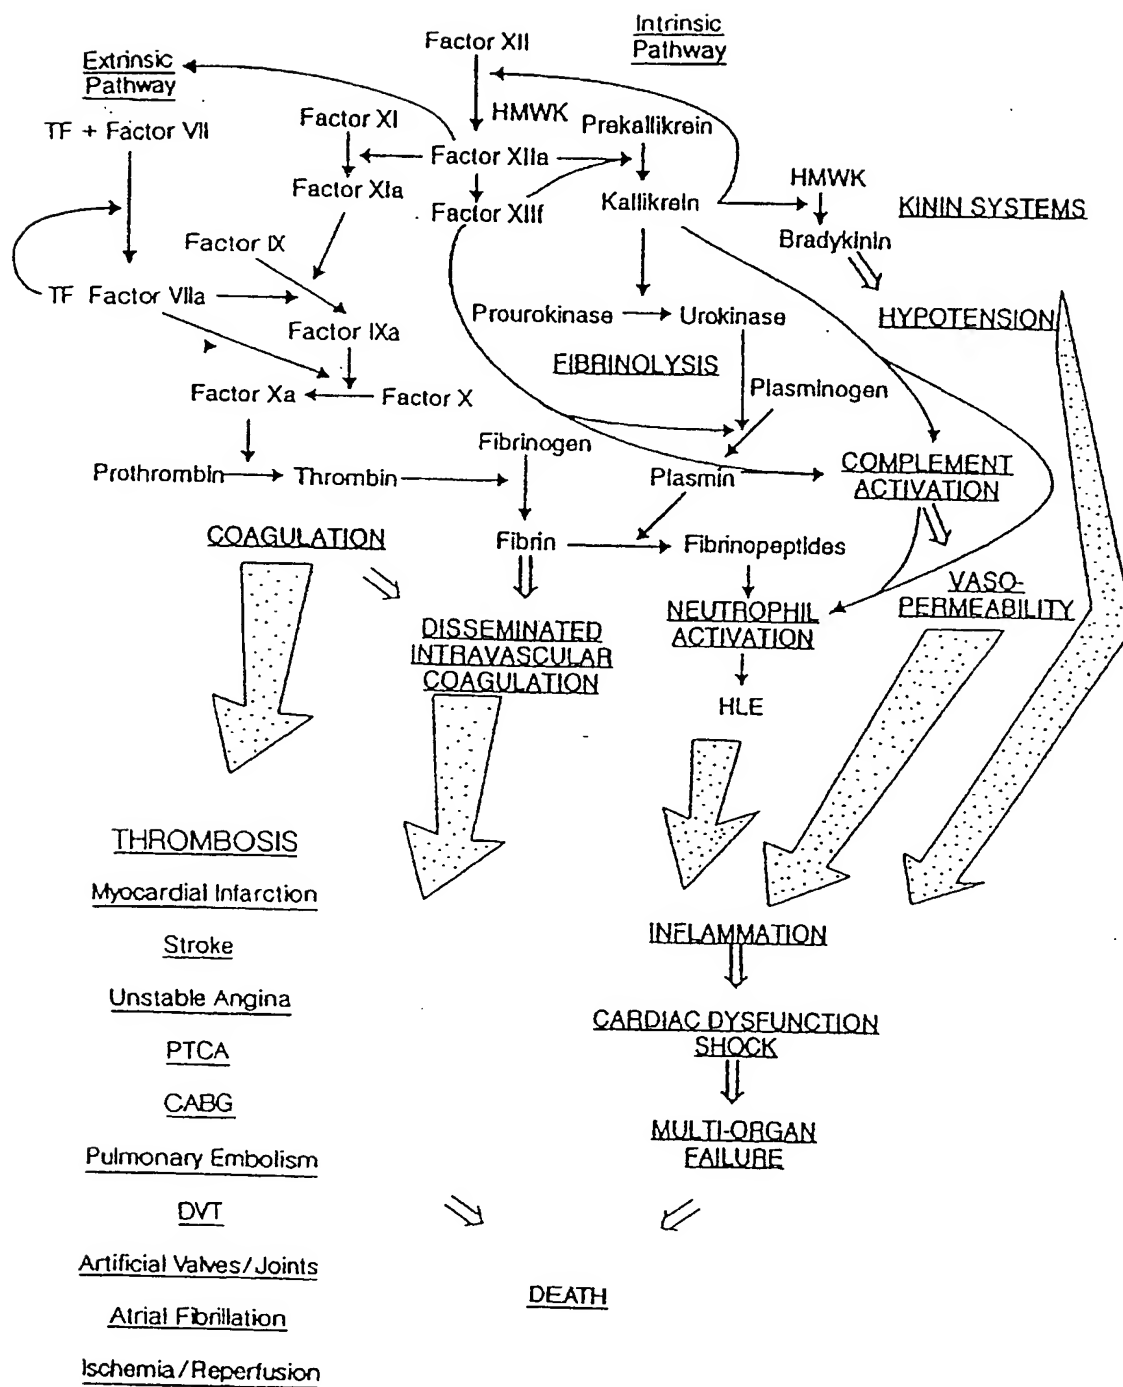 Intrinsic
Pathway
Factor XII
Extrinsic
Pathway
HMWK
TF + Factor VII
Factor XI
Prekallikrein
Factor XIIa
HMWK
Factor XIa
Factor XIIf
Kallikrein
KININ SYSTEMS
Factor IX
Bradykinin
TF Factor VIIa
Prourokinase
Urokinase
HYPOTENSION
Factor IXa
FIBRINOLYSIS
Factor Xa
Factor X
Plasminogen
Fibrinogen
Prothrombin
Thrombin
Plasmin
COMPLEMENT
ACTIVATION
COAGULATION
Fibrin
Fibrinopeptides
VASO-
PERMEABILITY
NEUTROPHIL
ACTIVATION
DISSEMINATED
INTRAVASCULAR
COAGULATION
HLE
THROMBOSIS
Myocardial Infarction
Stroke
Unstable Angina
PTCA
CABG
Pulmonary Embolism
DVT
Artificial Valves/Joints
Atrial Fibrillation
Ischemia/Reperfusion
INFLAMMATION
CARDIAC DYSFUNCTION
SHOCK
MULTI-ORGAN
FAILURE
DEATH